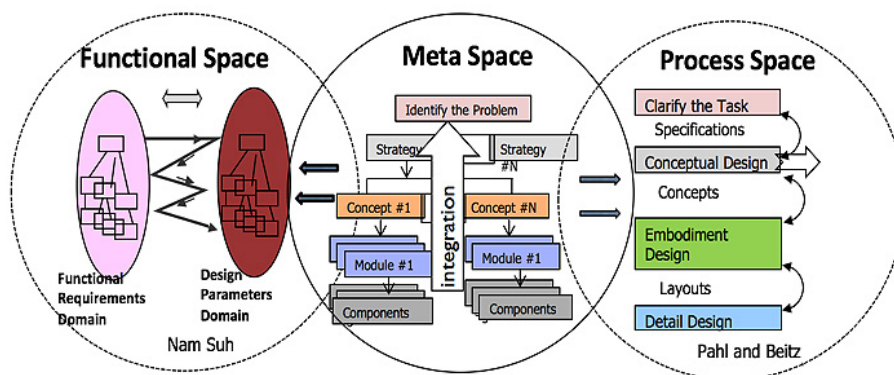 Functional Space
Meta Space
Process Space
Identify the Problem
Strategy
Strategy
#N
Concept #1
Concept #N
Module #1
Module #1
Components
Components
integration
Functional
Requirements
Domain
Design
Parameters
Domain
Nam Suh
Clarify the Task
Specifications
Conceptual Design
Concepts
Embodiment
Design
Layouts
Detail Design
Pahl and Beitz